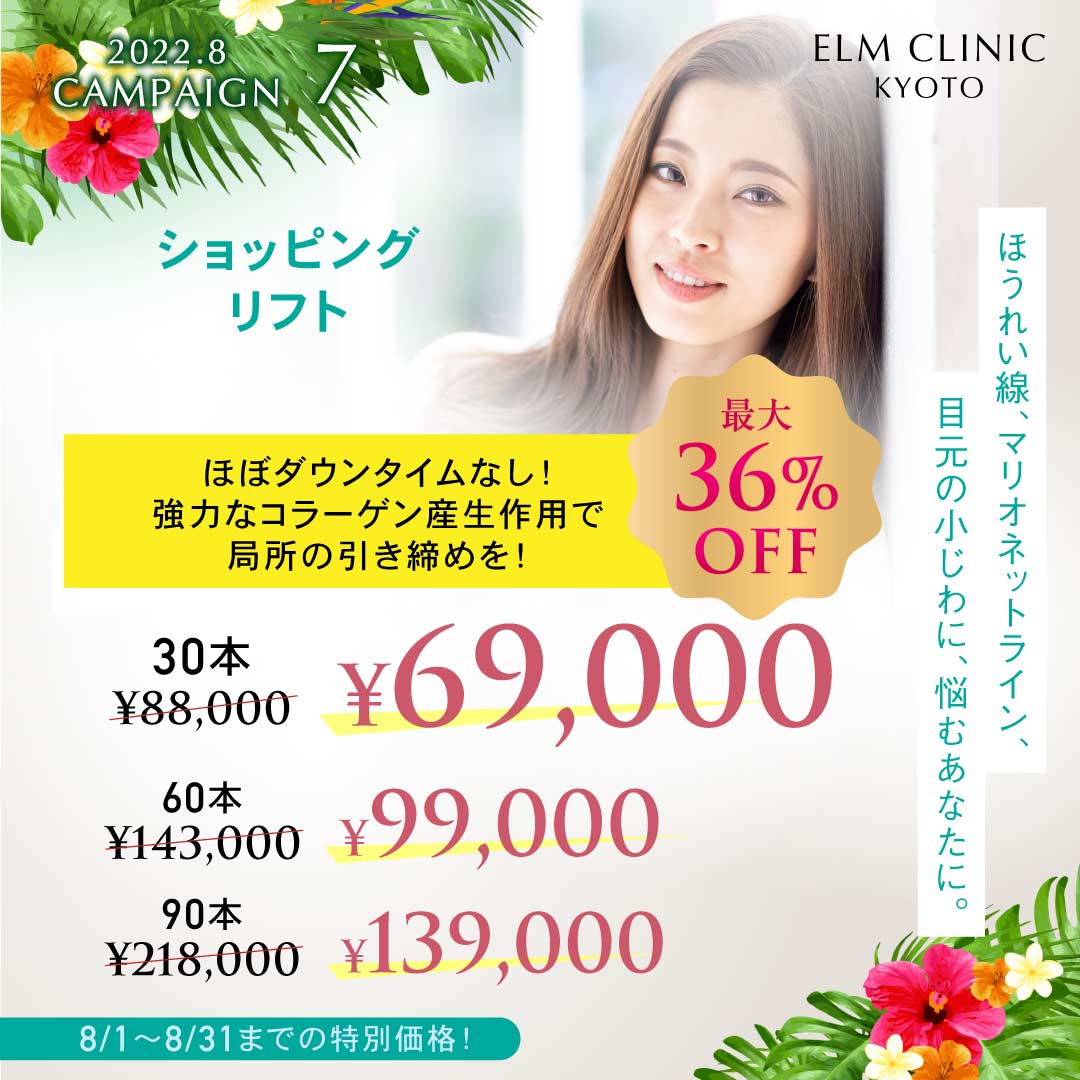 2022.8
CAMPAIGN 7
ELM CLINIC
KYOTO
ショッピング
リフト
ほうれい線、マリオネットライン、
目元の小じわに、悩むあなたに。
ほぼダウンタイムなし!
強力なコラーゲン産生作用で
局所の引き締めを!
最大
36%
OFF
30本
¥88,000
¥69,000
60本
¥143,000
¥99,000
90本
¥218,000
¥139,000
8/1〜8/31までの特別価格!